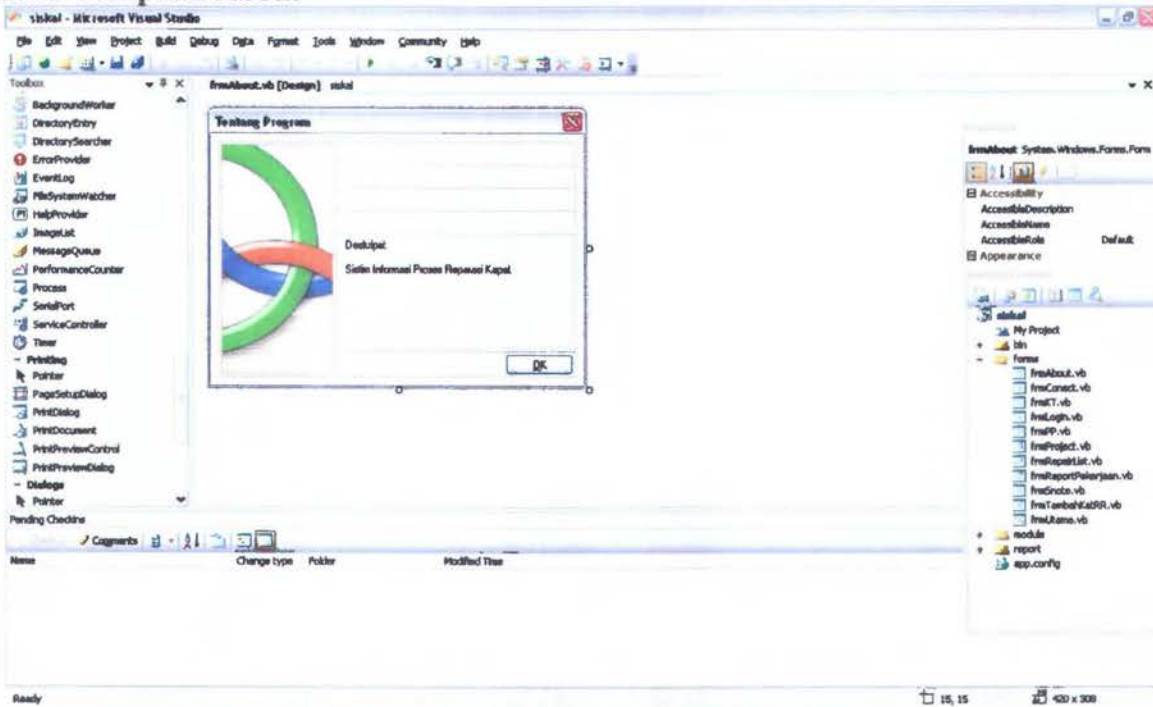 siskal - Microsoft Visual Studio
File Edit View Project Build Debug Data Format Tools Window Community Help
Toolbox
BackgroundWorker
DirectoryEntry
DirectorySearcher
ErrorProvider
EventLog
FileSystemWatcher
HelpProvider
ImageList
MessageQueue
PerformanceCounter
Process
SerialPort
ServiceController
Timer
Printing
Pointer
PageSetupDialog
PrintDialog
PrintDocument
PrintPreviewControl
PrintPreviewDialog
Dialogs
Pointer
frmAbout.vb [Design] siskal
Tentang Program
Sistim Informasi Proses Reparasi Kapal.
OK
frmAbout System.Windows.Forms.Form
Accessibility
AccessibleDescription
AccessibleName
AccessibleRole Default
Appearance
siskal
My Project
bin
forms
frmAbout.vb
frmConect.vb
frmKT.vb
frmLogin.vb
frmPP.vb
frmProject.vb
frmRepairList.vb
frmReportPekerjaan.vb
frmSnote.vb
frmTambahKatRR.vb
frmUtama.vb
module
report
app.config
Pending Checkins
Comments
Name Change type Folder Modified Time
Ready 15, 15 420 x 308